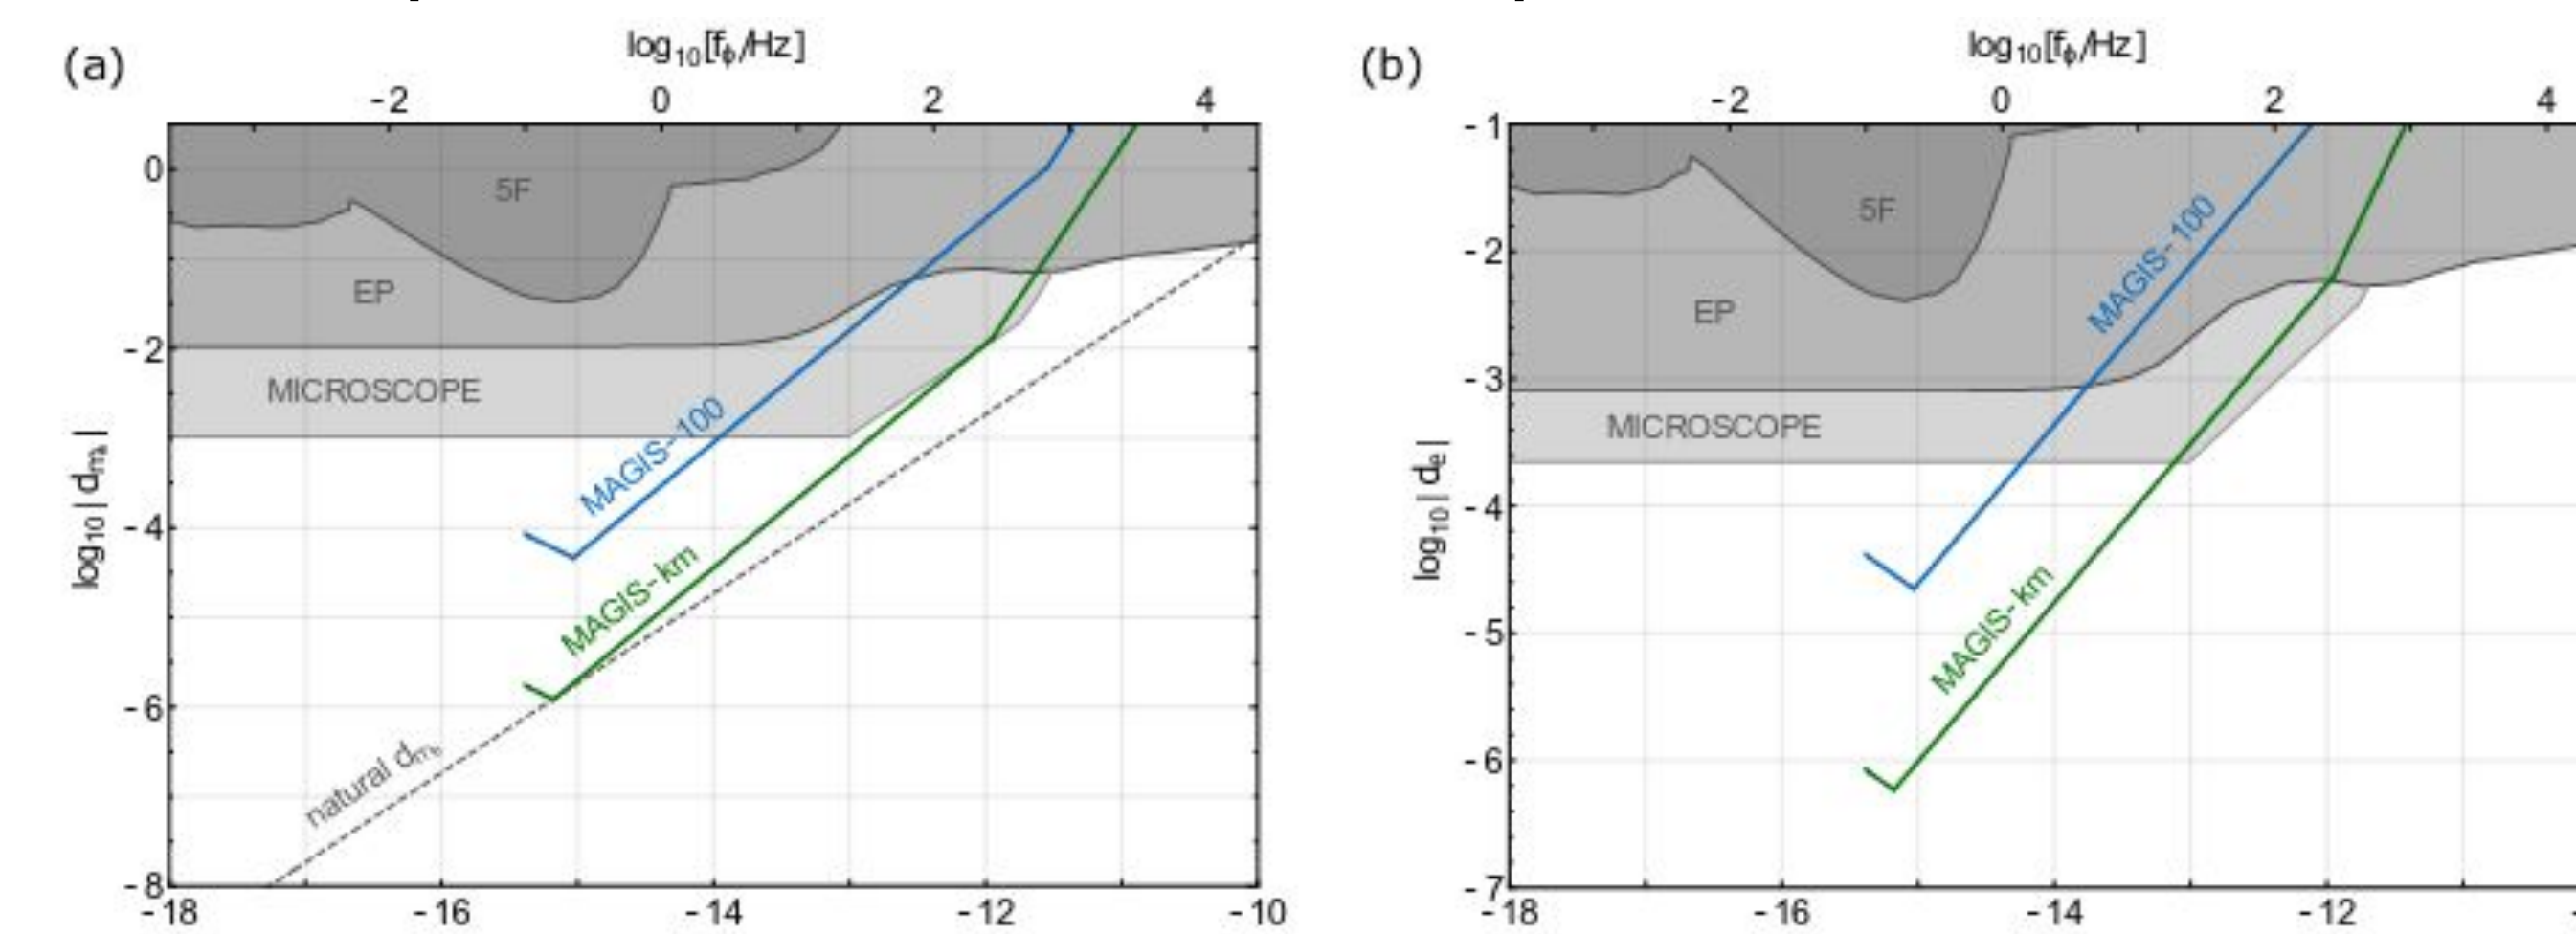 (a)
log10[fϕ/Hz]
-2 0 2 4
0
-2
-4
-6
-8
log10|dme|
5F
EP
MICROSCOPE
MAGIS-100
MAGIS-km
natural dme
-18 -16 -14 -12 -10
(b)
log10[fϕ/Hz]
-2 0 2 4
-1
-2
-3
-4
-5
-6
-7
log10|de|
5F
EP
MICROSCOPE
MAGIS-100
MAGIS-km
-18 -16 -14 -12